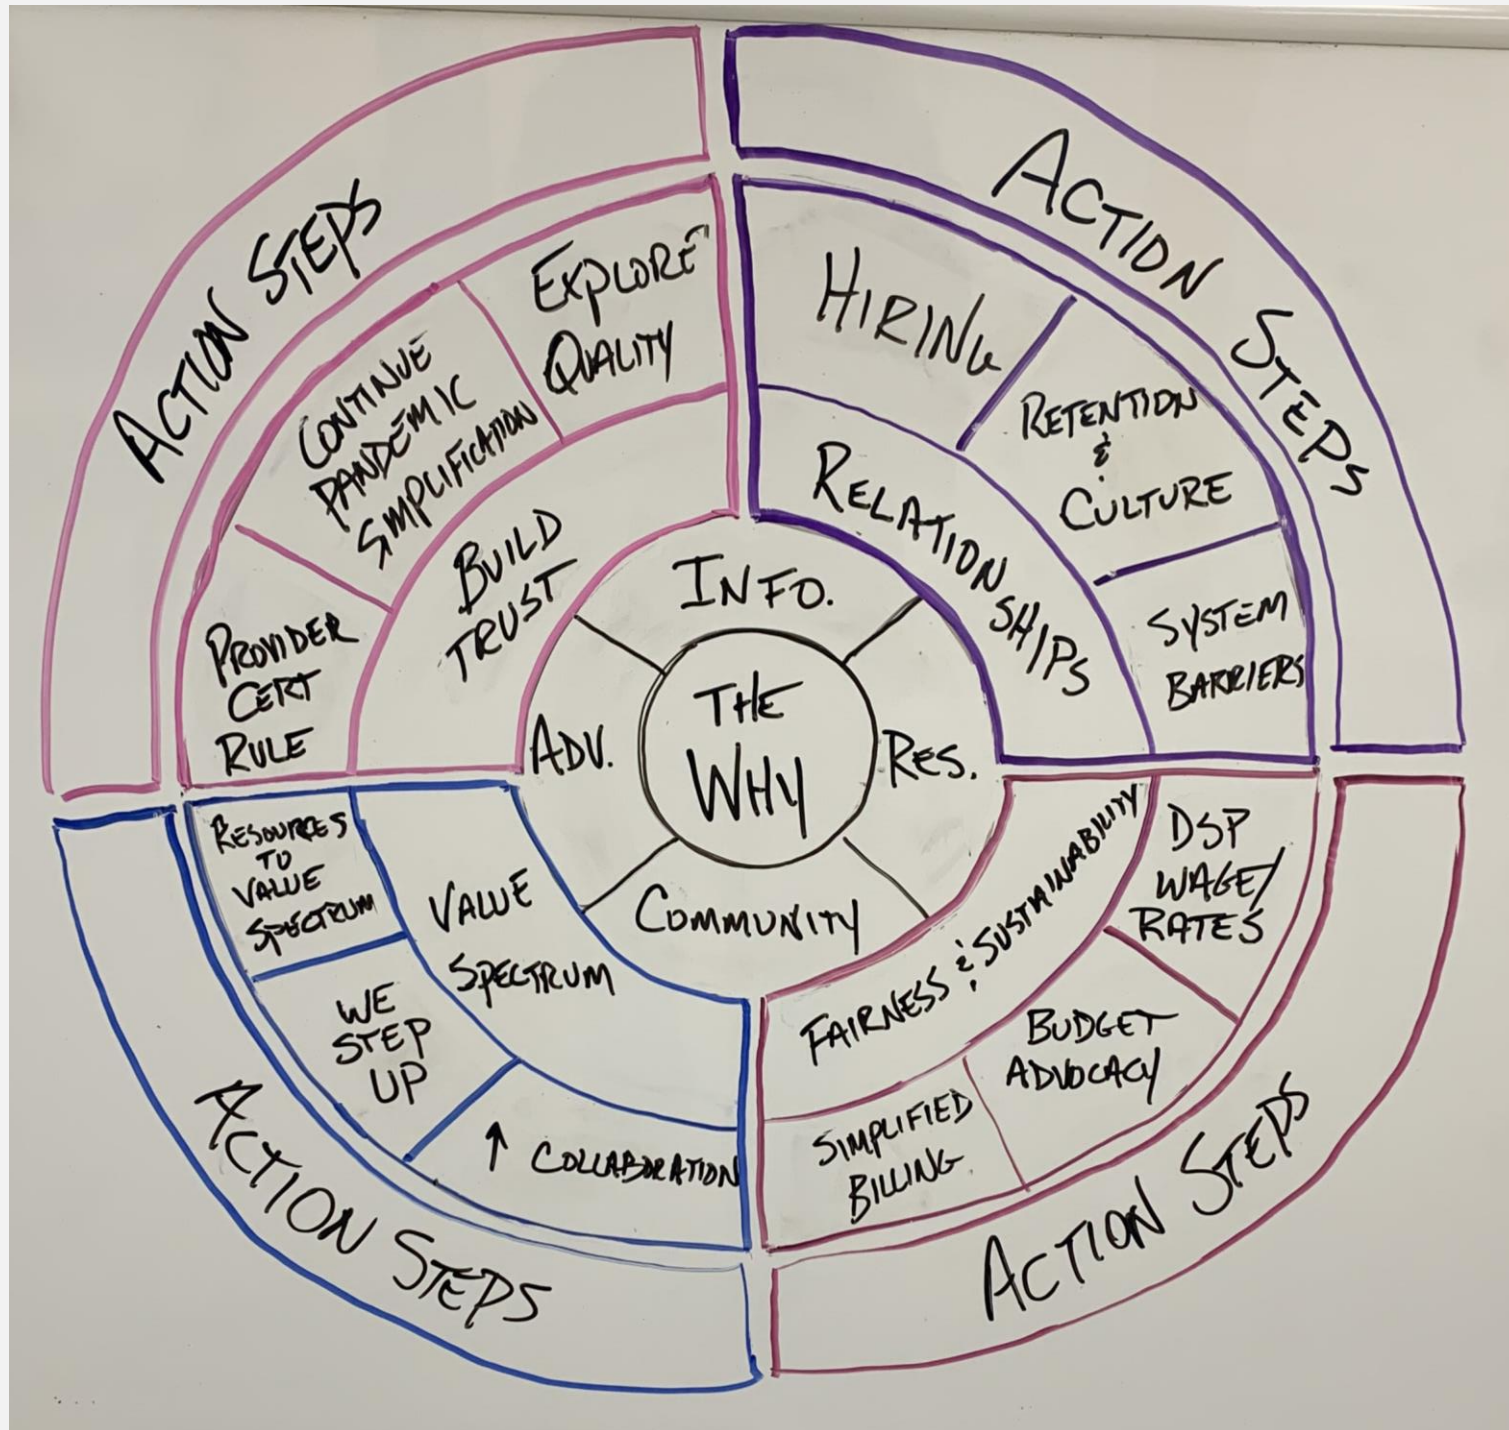 ACTION STEPS
ACTION STEPS
EXPLORE
QUALITY
CONTINUE
PANDEMIC
SIMPLIFICATION
PROVIDER
CERT
RULE
BUILD
TRUST
HIRING
RETENTION
&
CULTURE
SYSTEM
BARRIERS
RELATIONSHIPS
INFO.
ADV.
THE
WHY
RES.
COMMUNITY
RESOURCES
TO
VALUE
SPECTRUM
WE
STEP
UP
↑ COLLABORATION
VALUE
SPECTRUM
FAIRNESS & SUSTAINABILITY
DSP
WAGE/
RATES
BUDGET
ADVOCACY
SIMPLIFIED
BILLING
ACTION STEPS
ACTION STEPS